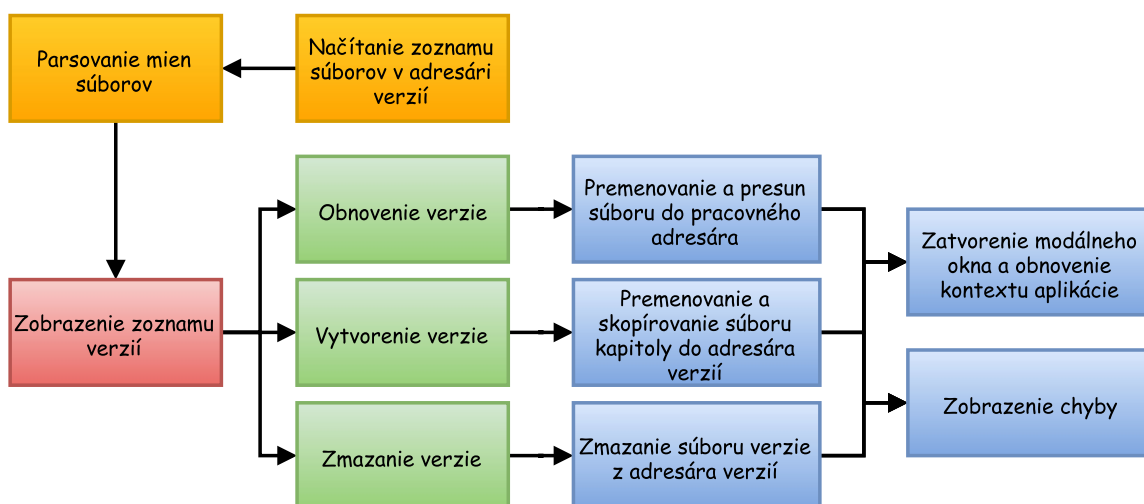 Parsovanie mien
súborov
Načítanie zoznamu
súborov v adresári
verzií
Obnovenie verzie
Premenovanie a presun
súboru do pracovného
adresára
Zatvorenie modálneho
okna a obnovenie
kontextu aplikácie
Zobrazenie zoznamu
verzií
Vytvorenie verzie
Premenovanie a
skopírovanie súboru
kapitoly do adresára
verzií
Zobrazenie chyby
Zmazanie verzie
Zmazanie súboru verzie
z adresára verzií